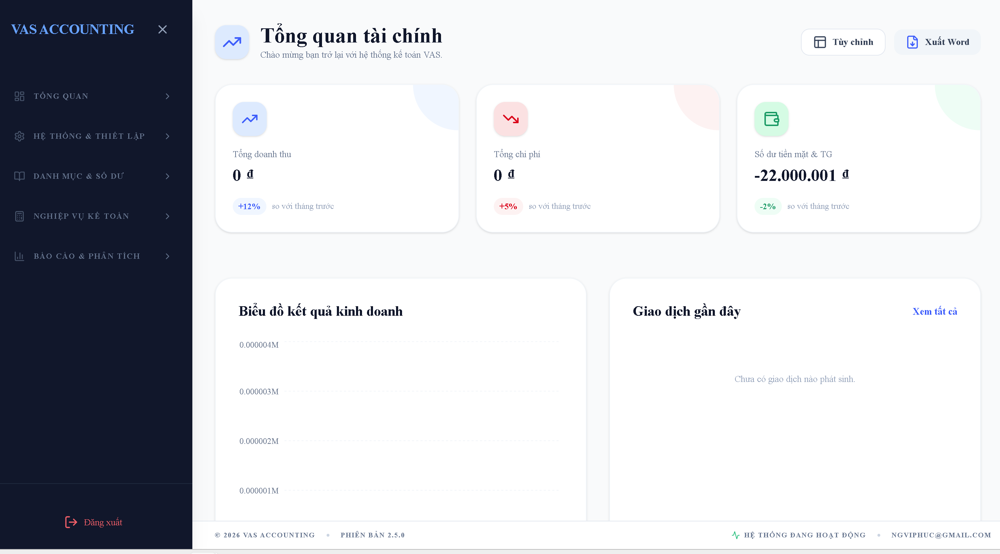 VAS ACCOUNTING
TỔNG QUAN
HỆ THỐNG & THIẾT LẬP
DANH MỤC & SỐ DƯ
NGHIỆP VỤ KẾ TOÁN
BÁO CÁO & PHÂN TÍCH
Đăng xuất
Tổng quan tài chính
Chào mừng bạn trở lại với hệ thống kế toán VAS.
Tùy chỉnh
Xuất Word
Tổng doanh thu
0 ₫
+12% so với tháng trước
Tổng chi phí
0 ₫
+5% so với tháng trước
Số dư tiền mặt & TG
-22.000.001 ₫
-2% so với tháng trước
Biểu đồ kết quả kinh doanh
0.000004M
0.000003M
0.000002M
0.000001M
Giao dịch gần đây
Xem tất cả
Chưa có giao dịch nào phát sinh.
© 2026 VAS ACCOUNTING
PHIÊN BẢN 2.5.0
HỆ THỐNG ĐANG HOẠT ĐỘNG
NGVIPHUC@GMAIL.COM